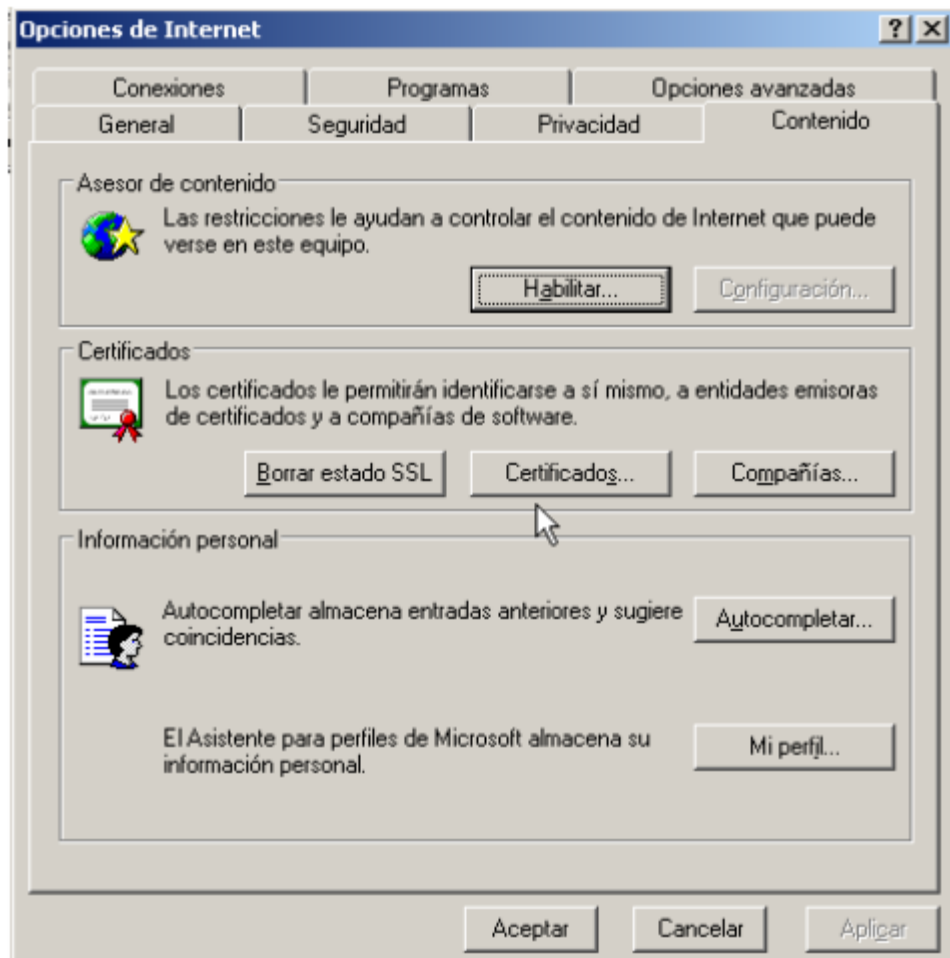 Opciones de Internet
Conexiones Programas Opciones avanzadas
General Seguridad Privacidad Contenido
Asesor de contenido
Las restricciones le ayudan a controlar el contenido de Internet que puede
verse en este equipo.
Habilitar... Configuración...
Certificados
Los certificados le permitirán identificarse a sí mismo, a entidades emisoras
de certificados y a compañías de software.
Borrar estado SSL Certificados... Compañías...
Información personal
Autocompletar almacena entradas anteriores y sugiere
coincidencias.
Autocompletar...
El Asistente para perfiles de Microsoft almacena su
información personal.
Mi perfil...
Aceptar Cancelar Aplicar